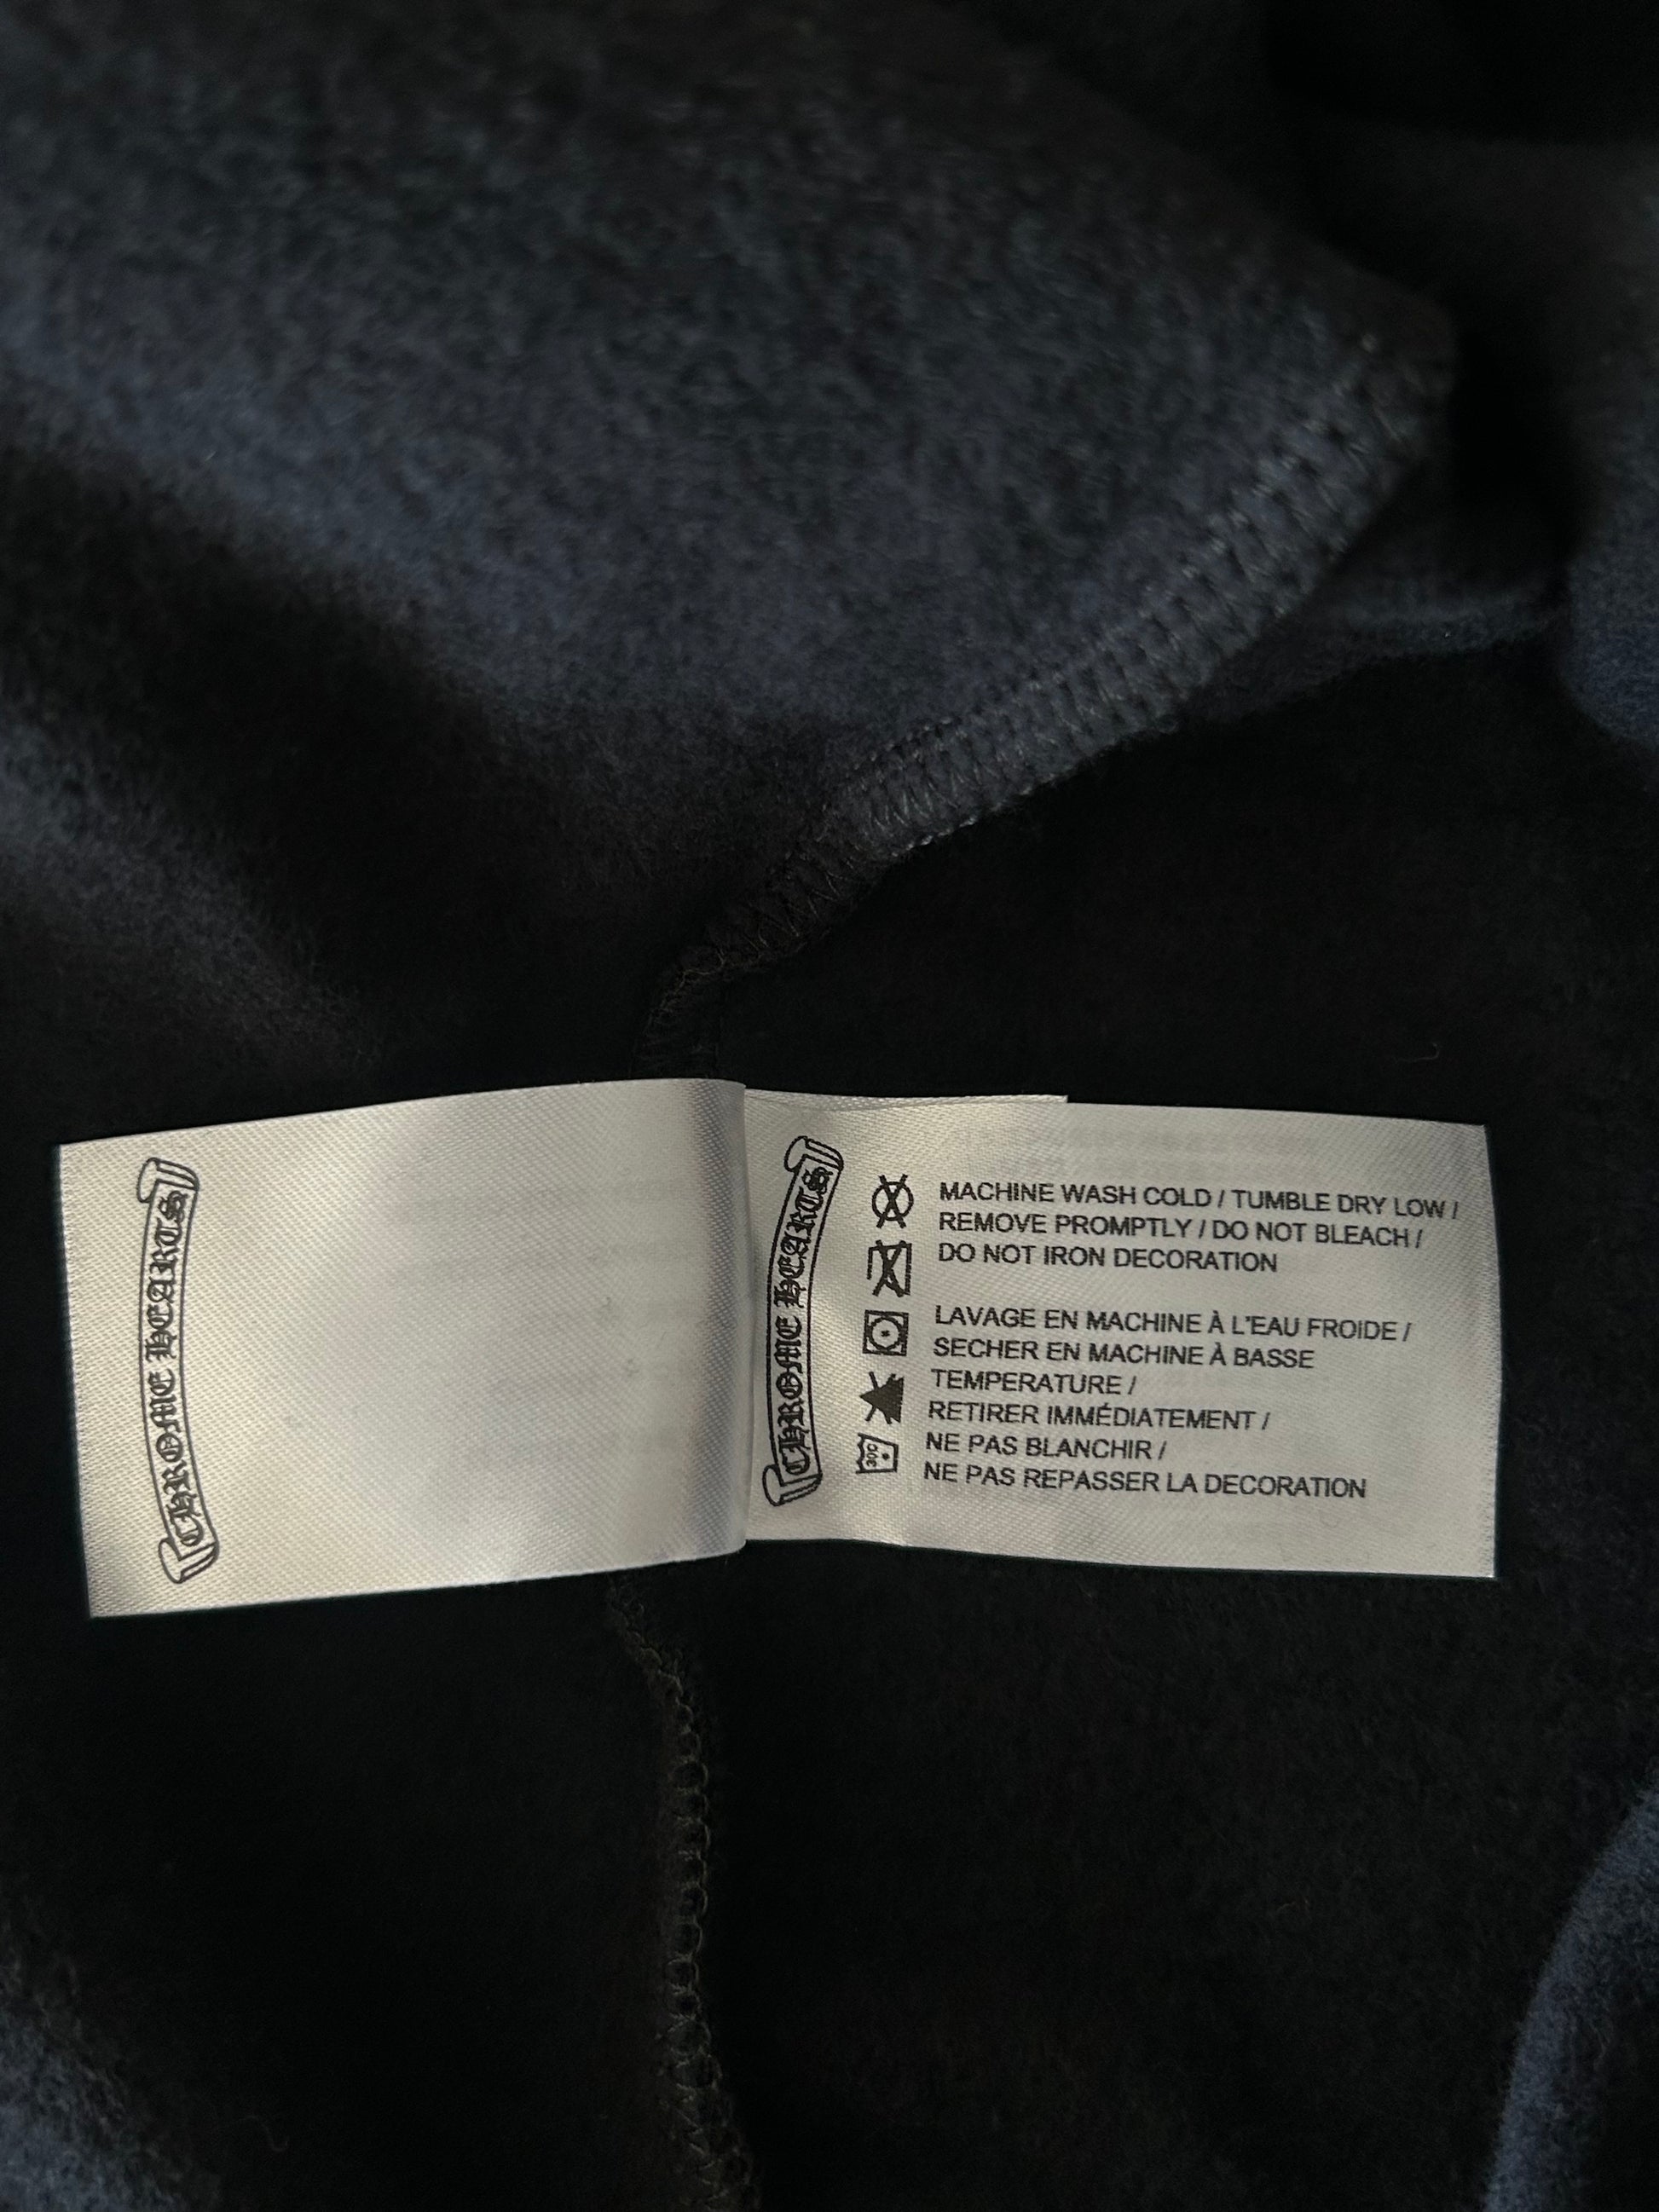 CHROME HEARTS
CHROME HEARTS
MACHINE WASH COLD / TUMBLE DRY LOW /
REMOVE PROMPTLY / DO NOT BLEACH /
DO NOT IRON DECORATION
LAVAGE EN MACHINE À L'EAU FROIDE /
SECHER EN MACHINE À BASSE
TEMPERATURE /
RETIRER IMMÉDIATEMENT /
NE PAS BLANCHIR /
NE PAS REPASSER LA DECORATION
30C